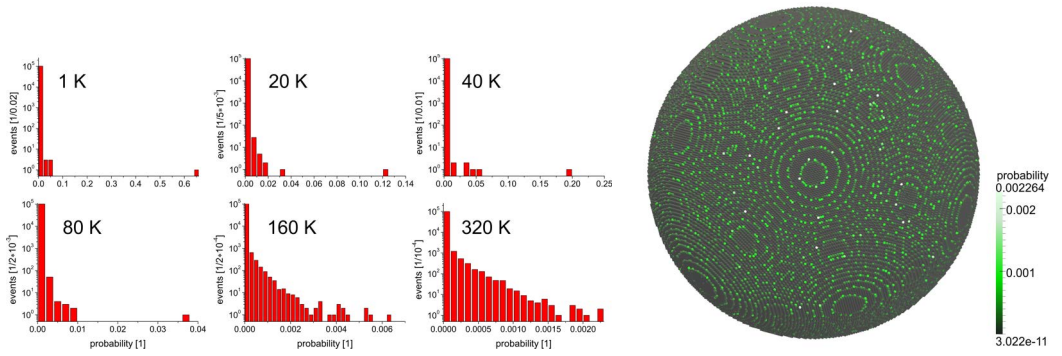 1 K
events [1/0.02]
10⁵
10⁴
10³
10²
10¹
10⁰
0.0 0.1 0.2 0.3 0.4 0.5 0.6
20 K
events [1/5*10⁻³]
10⁵
10⁴
10³
10²
10¹
10⁰
0.00 0.02 0.04 0.06 0.08 0.10 0.12 0.14
40 K
events [1/0.01]
10⁵
10⁴
10³
10²
10¹
10⁰
0.00 0.05 0.10 0.15 0.20 0.25
80 K
events [1/2*10⁻³]
10⁵
10⁴
10³
10²
10¹
10⁰
0.00 0.01 0.02 0.03 0.04
probability [1]
160 K
events [1/2*10⁻⁴]
10⁵
10⁴
10³
10²
10¹
10⁰
0.000 0.002 0.004 0.006
probability [1]
320 K
events [1/10⁻⁴]
10⁵
10⁴
10³
10²
10¹
10⁰
0.0000 0.0005 0.0010 0.0015 0.0020
probability [1]
probability
0.002264
0.002
0.001
3.022e-11